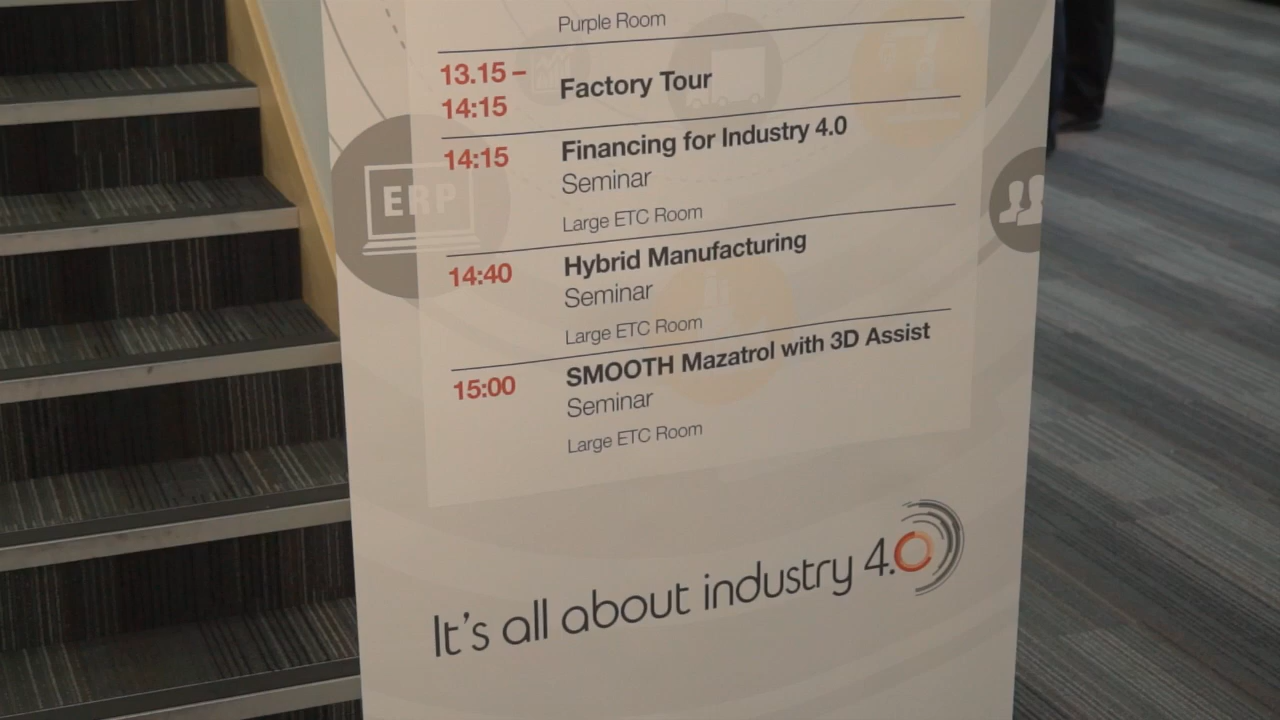 Purple Room
13.15 –
14:15
Factory Tour
14:15
Financing for Industry 4.0
Seminar
Large ETC Room
ERP
14:40
Hybrid Manufacturing
Seminar
Large ETC Room
15:00
SMOOTH Mazatrol with 3D Assist
Seminar
Large ETC Room
It's all about industry 4.0